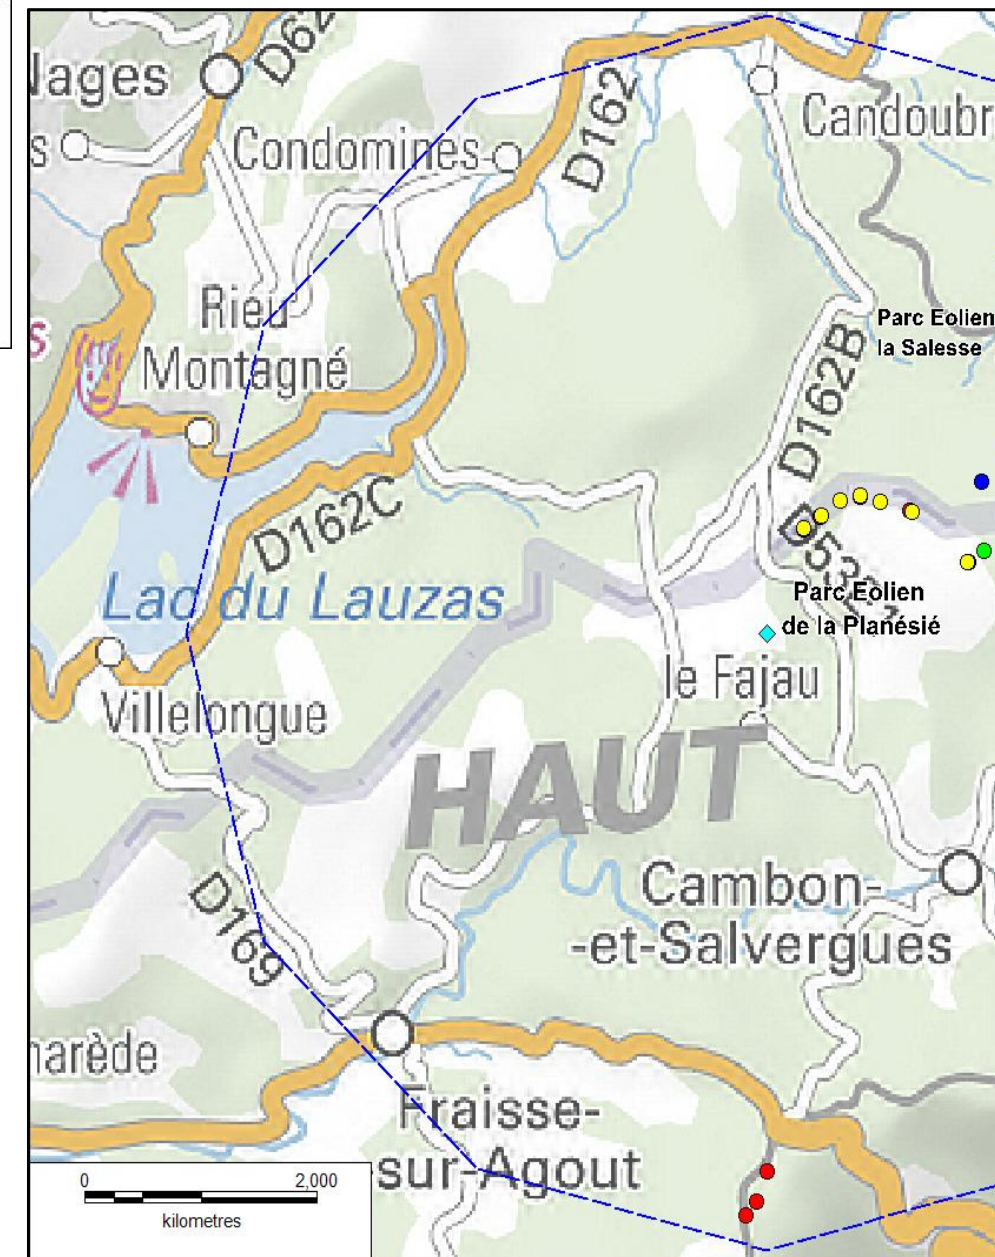 D62
Nages
Candoubr
s
Condomines
D162
Rieu
Montagné
Parc Eolien
la Salesse
s
D162B
D162C
Lac du Lauzas
Parc Eolien
de la Planésié
le Fajau
Villelongue
HAUT
Cambon-
-et-Salvergues
D169
narède
Fraisse-
sur-Agout
0 2,000
kilometres